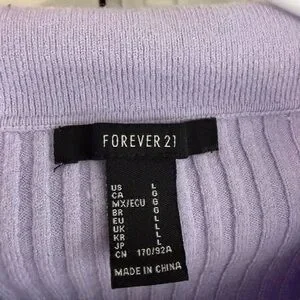 FOREVER 21
US L
CA G
MX/ECU G
BR G
EU L
UK L
KR L
JP L
CN 170/92A
MADE IN CHINA